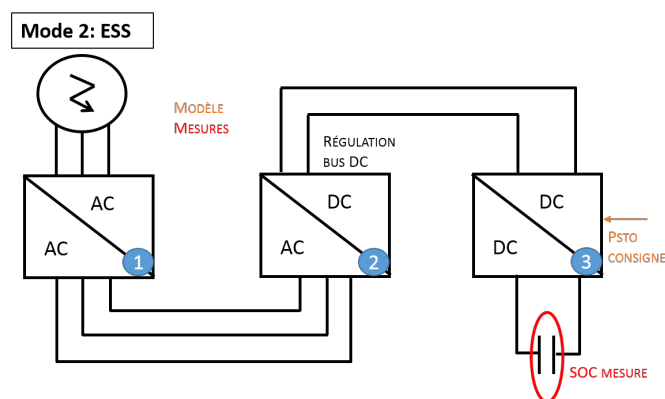 Mode 2: ESS
MODÈLE
MESURES
RÉGULATION
BUS DC
AC
AC
1
DC
AC
2
DC
DC
3
PSTO
CONSIGNE
SOC MESURE